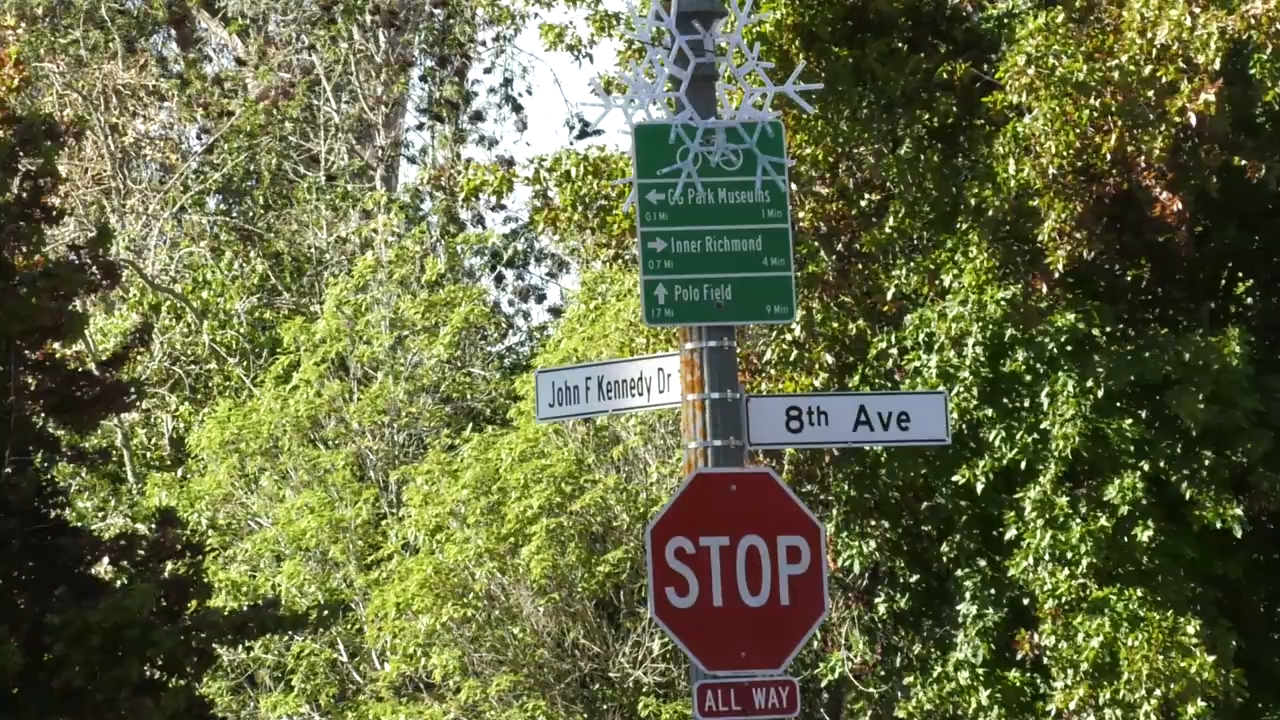 GG Park Museums
0.1 Mi 1 Min
Inner Richmond
0.7 Mi 4 Min
Polo Field
1.7 Mi 9 Min
John F Kennedy Dr
8th Ave
STOP
ALL WAY